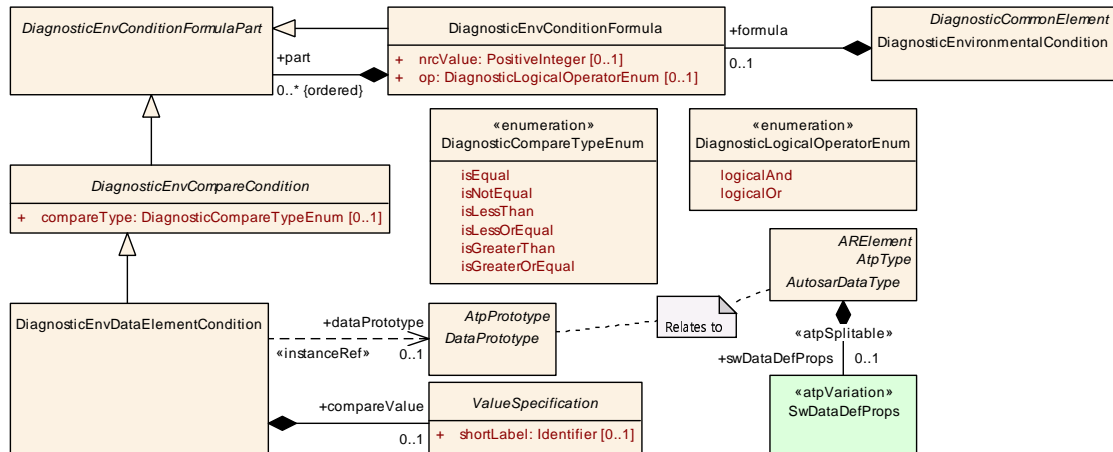 DiagnosticEnvConditionFormulaPart
+part
0..* {ordered}
DiagnosticEnvConditionFormula
+ nrcValue: PositiveInteger [0..1]
+ op: DiagnosticLogicalOperatorEnum [0..1]
+formula
0..1
DiagnosticCommonElement
DiagnosticEnvironmentalCondition
«enumeration»
DiagnosticCompareTypeEnum
isEqual
isNotEqual
isLessThan
isLessOrEqual
isGreaterThan
isGreaterOrEqual
«enumeration»
DiagnosticLogicalOperatorEnum
logicalAnd
logicalOr
DiagnosticEnvCompareCondition
+ compareType: DiagnosticCompareTypeEnum [0..1]
ARElement
AtpType
AutosarDataType
DiagnosticEnvDataElementCondition
+dataPrototype
«instanceRef»
0..1
AtpPrototype
DataPrototype
Relates to
«atpSplitable»
+swDataDefProps
0..1
+compareValue
0..1
ValueSpecification
+ shortLabel: Identifier [0..1]
«atpVariation»
SwDataDefProps